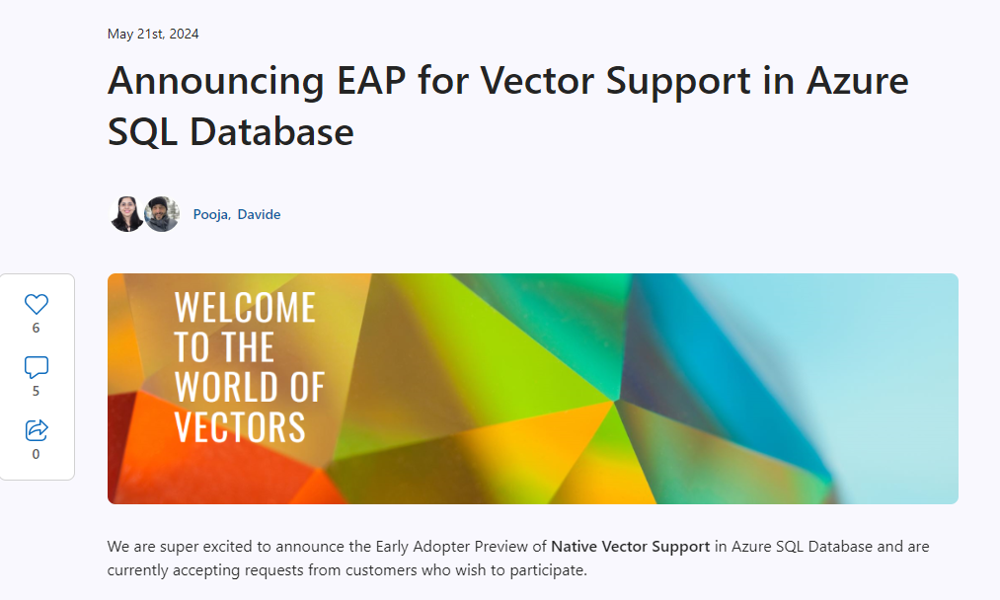 May 21st, 2024
Announcing EAP for Vector Support in Azure
SQL Database
Pooja, Davide
6
5
0
WELCOME
TO THE
WORLD OF
VECTORS
We are super excited to announce the Early Adopter Preview of Native Vector Support in Azure SQL Database and are
currently accepting requests from customers who wish to participate.